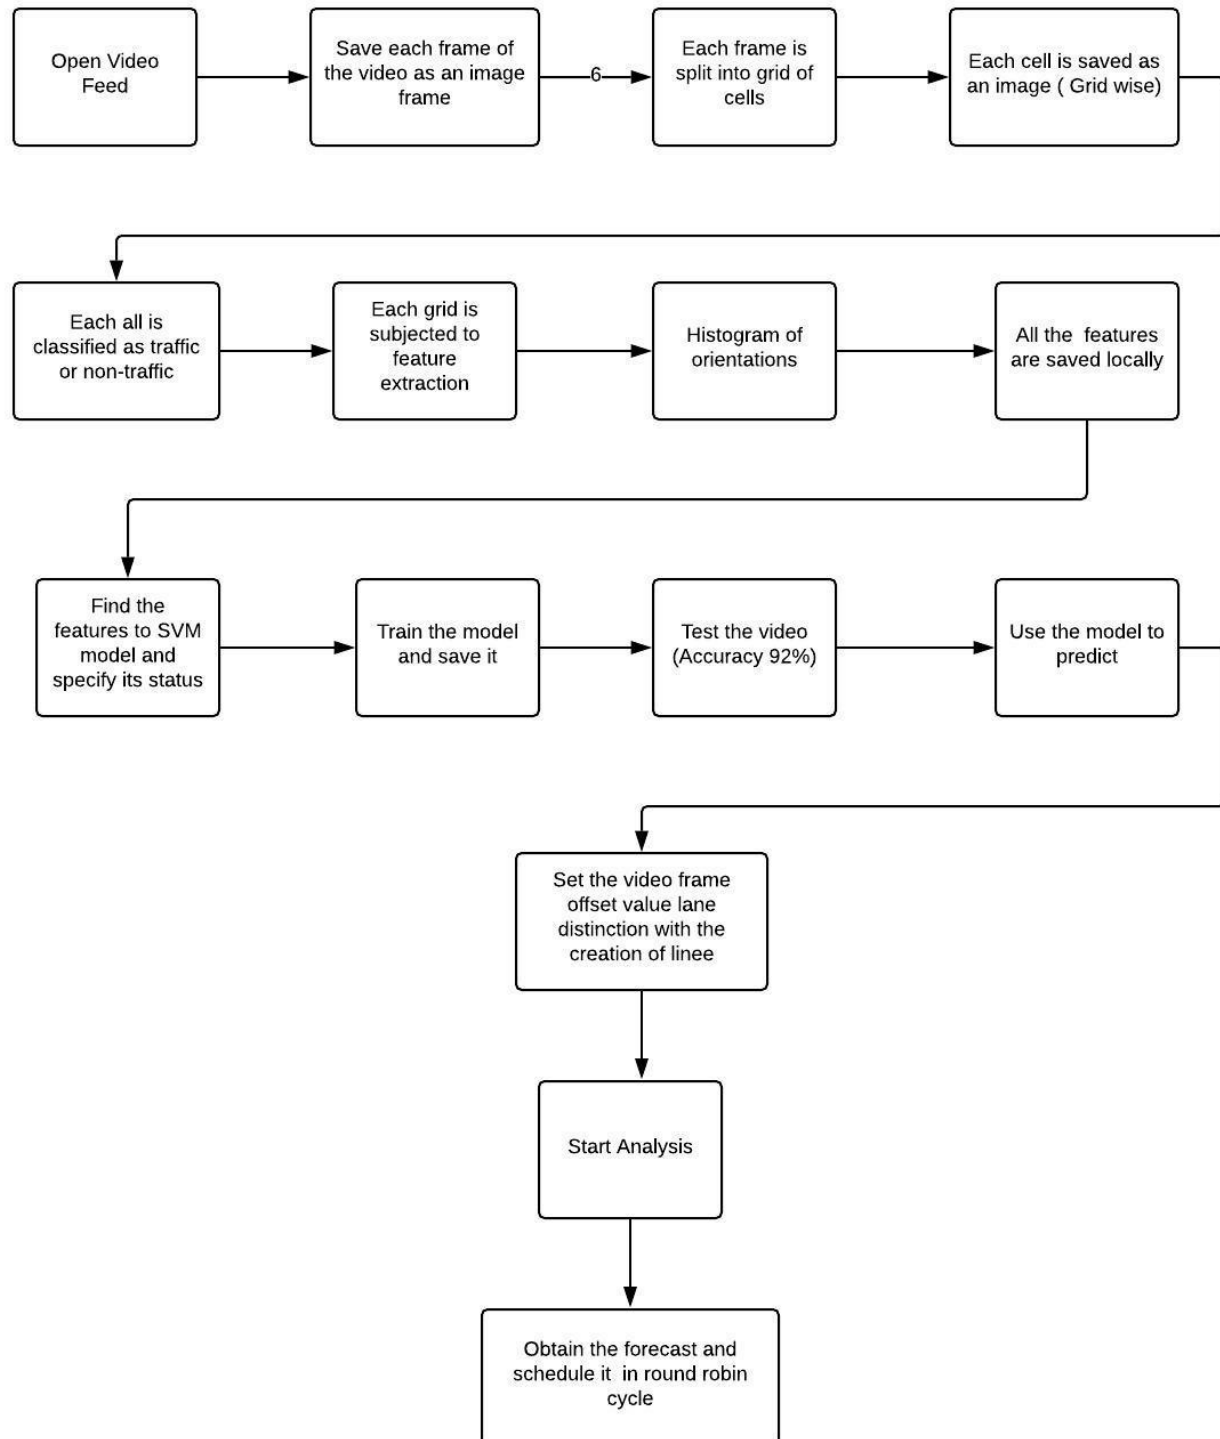 Open Video
Feed
Save each frame of
the video as an image
frame
6
Each frame is
split into grid of
cells
Each cell is saved as
an image ( Grid wise)
Each all is
classified as traffic
or non-traffic
Each grid is
subjected to
feature
extraction
Histogram of
orientations
All the features
are saved locally
Find the
features to SVM
model and
specify its status
Train the model
and save it
Test the video
(Accuracy 92%)
Use the model to
predict
Set the video frame
offset value lane
distinction with the
creation of linee
Start Analysis
Obtain the forecast and
schedule it in round robin
cycle